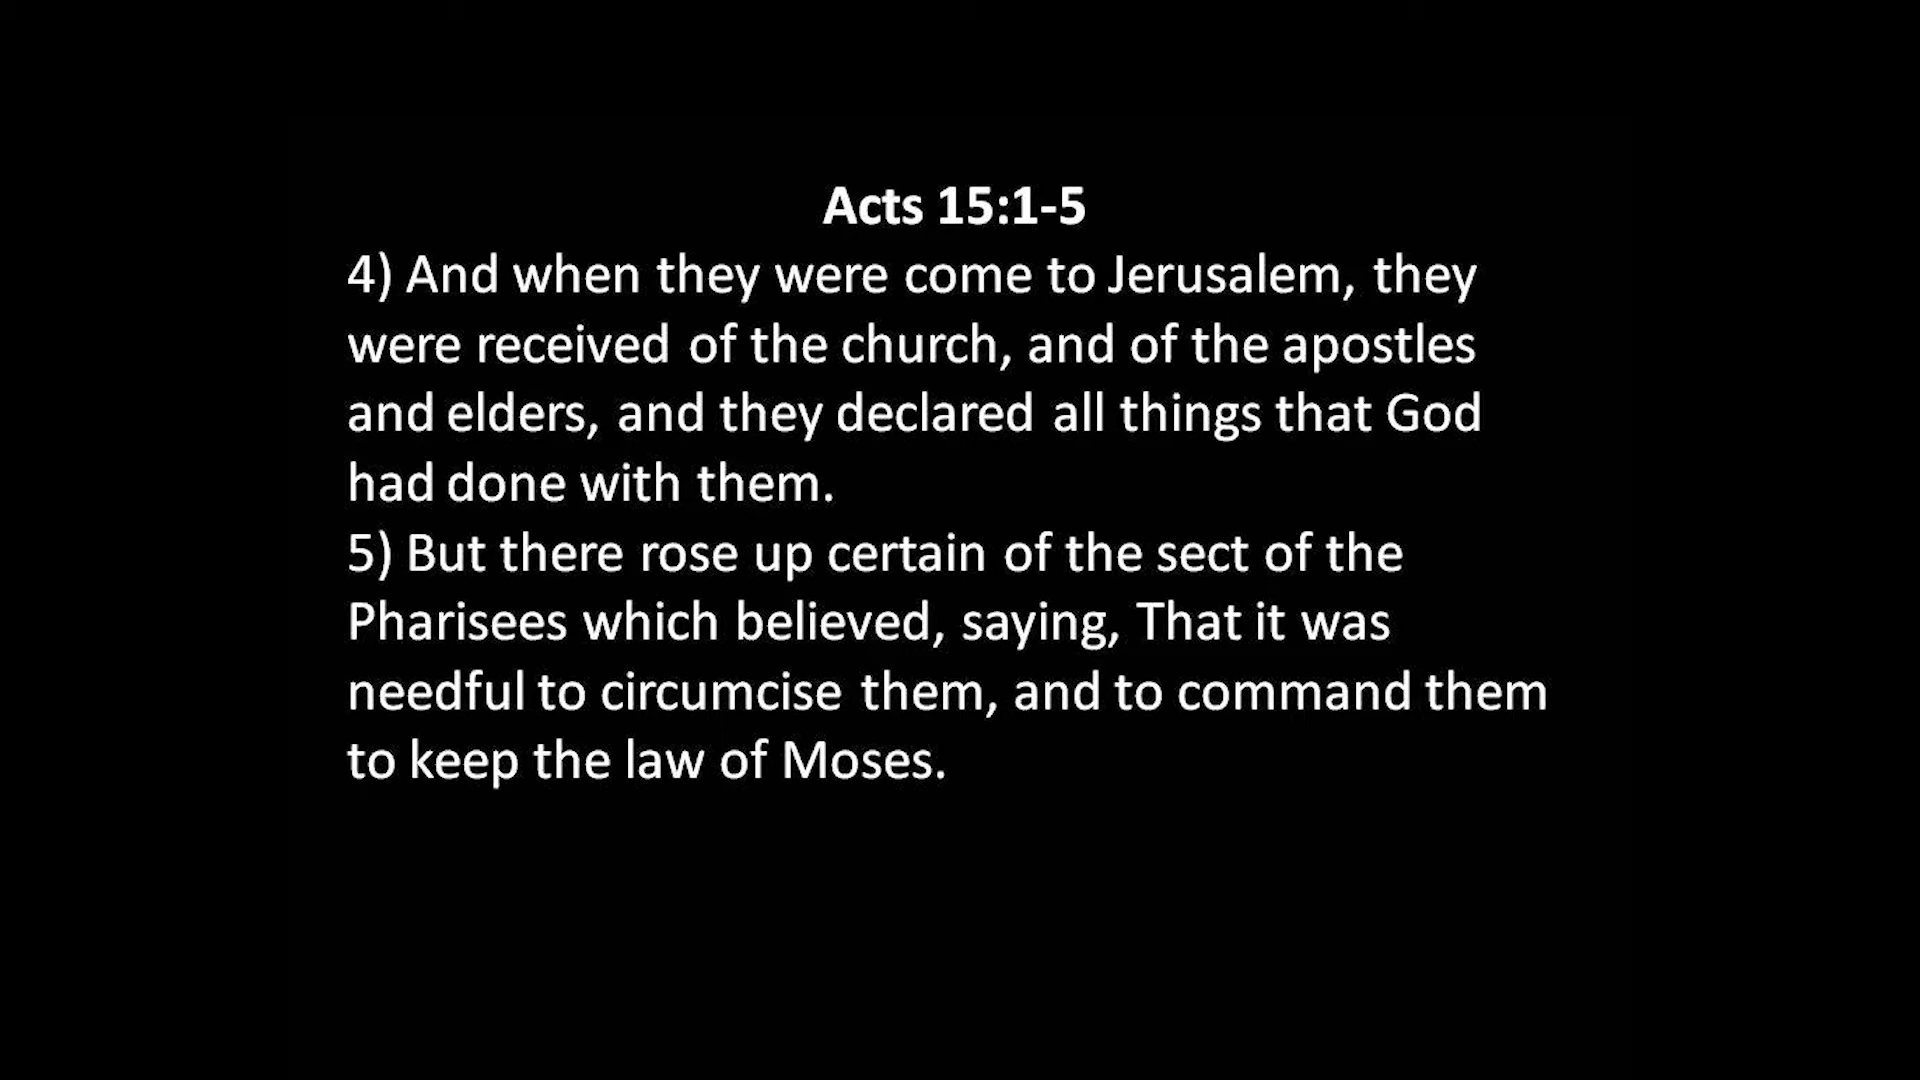 Acts 15:1-5
4) And when they were come to Jerusalem, they
were received of the church, and of the apostles
and elders, and they declared all things that God
had done with them.
5) But there rose up certain of the sect of the
Pharisees which believed, saying, That it was
needful to circumcise them, and to command them
to keep the law of Moses.